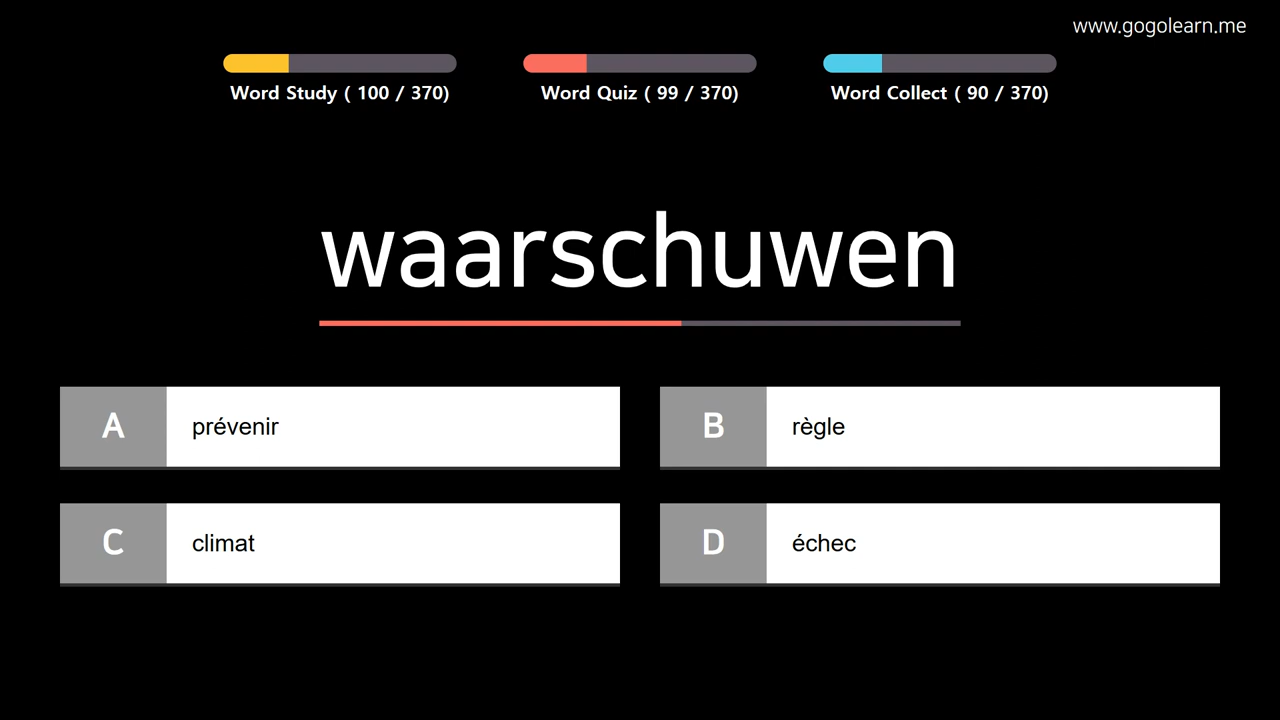 www.gogolearn.me
Word Study ( 100 / 370)
Word Quiz ( 99 / 370)
Word Collect ( 90 / 370)
waarschuwen
A prévenir
B règle
C climat
D échec